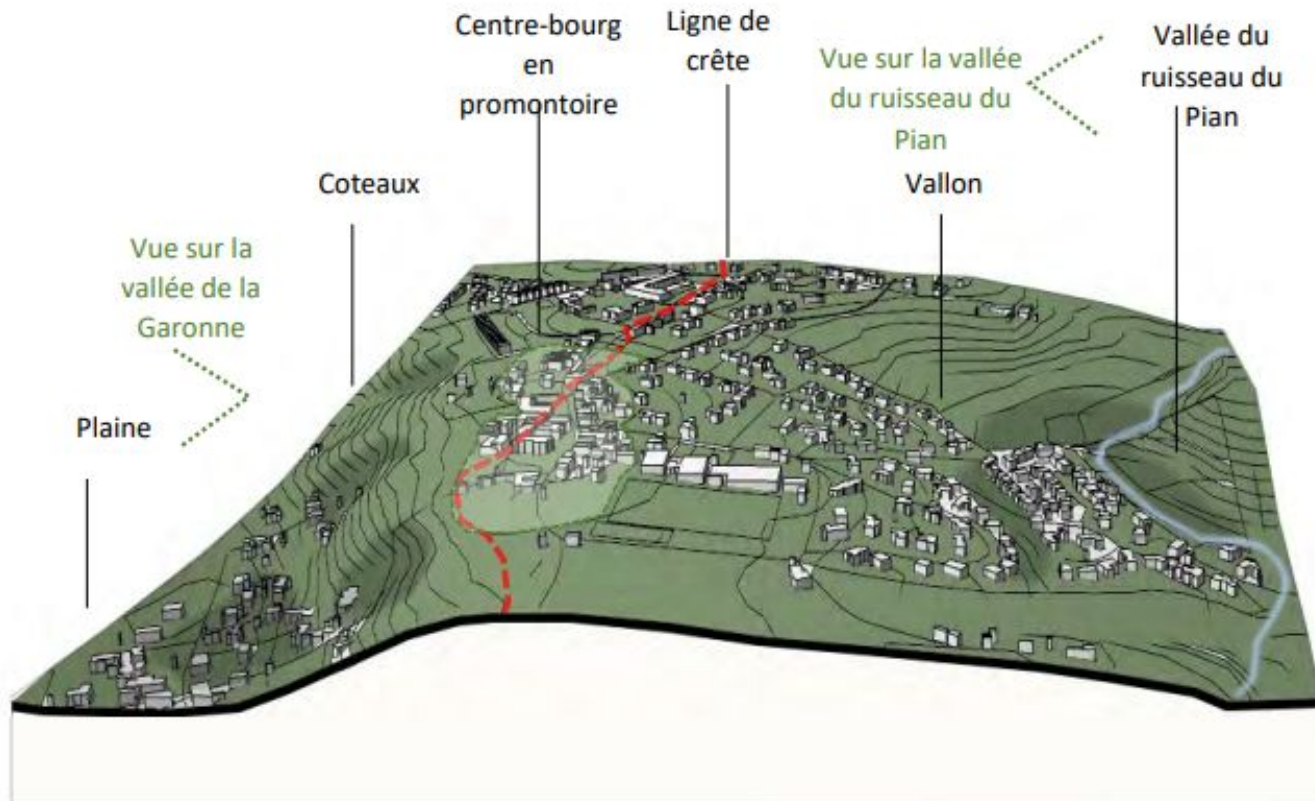 Centre-bourg
en
promontoire
Ligne de
crête
Vue sur la vallée
du ruisseau du
Pian
Vallée du
ruisseau du
Pian
Coteaux
Vallon
Vue sur la
vallée de la
Garonne
Plaine